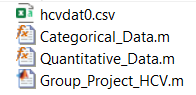 hcvdat0.csv
Categorical_Data.m
Quantitative_Data.m
Group_Project_HCV.m